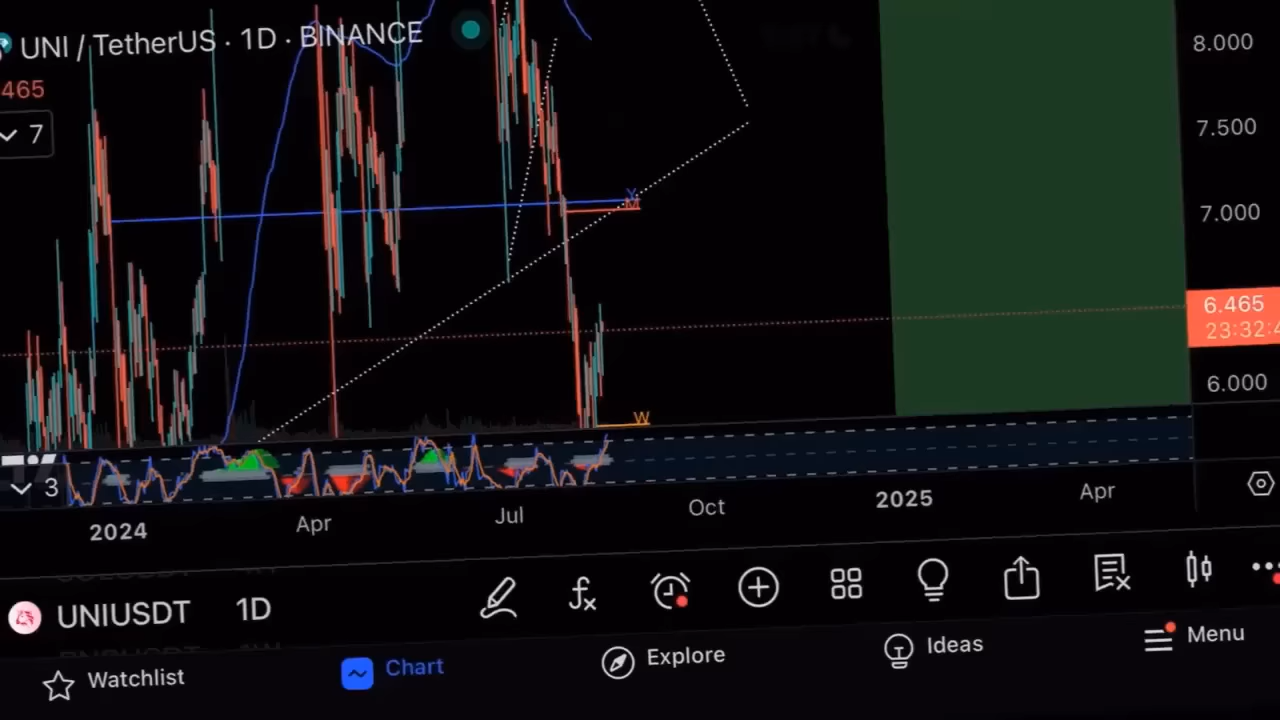 UNI / TetherUS · 1D · BINANCE
465
7
8.000
7.500
7.000
6.465
23:32:4
6.000
Y
M
W
3
2024
Apr
Jul
Oct
2025
Apr
UNIUSDT 1D
Watchlist
Chart
Explore
Ideas
Menu